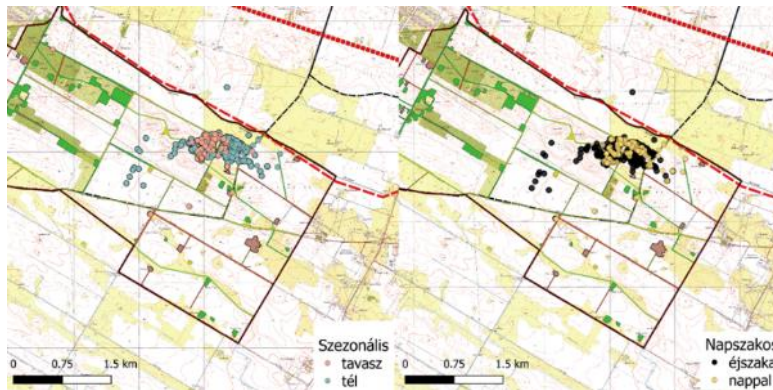 Szezonális
tavasz
tél
0 0.75 1.5 km
Napszakos
éjszaka
nappal
0 0.75 1.5 km